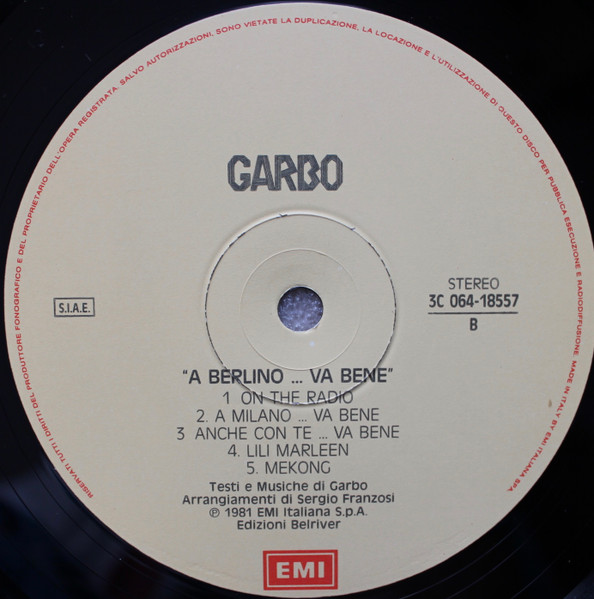 RISERVATI TUTTI I DIRITTI DEL PRODUTTORE FONOGRAFICO E DEL PROPRIETARIO DELL'OPERA REGISTRATA. SALVO AUTORIZZAZIONI, SONO VIETATE LA DUPLICAZIONE, LA LOCAZIONE E L'UTILIZZAZIONE DI QUESTO DISCO PER PUBBLICA ESECUZIONE E RADIODIFFUSIONE. MADE IN ITALY BY EMI ITALIANA SPA.
GARBO
S.I.A.E.
STEREO
3C 064-18557
B
"A BERLINO ... VA BENE"
1 ON THE RADIO
2. A MILANO ... VA BENE
3 ANCHE CON TE ... VA BENE
4. LILI MARLEEN
5. MEKONG
Testi e Musiche di Garbo
Arrangiamenti di Sergio Franzosi
℗ 1981 EMI Italiana S.p.A.
Edizioni Belriver
EMI